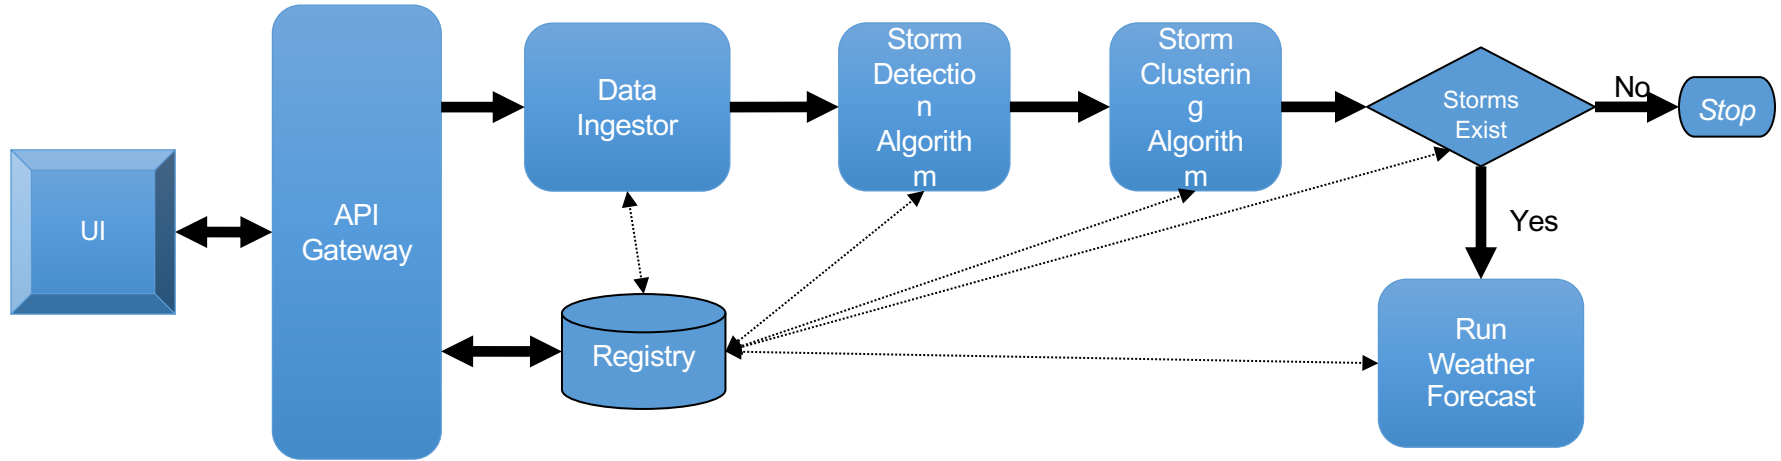 UI
API
Gateway
Data
Ingestor
Storm
Detectio
n
Algorith
m
Storm
Clusterin
g
Algorith
m
Storms
Exist
No
Stop
Yes
Registry
Run
Weather
Forecast